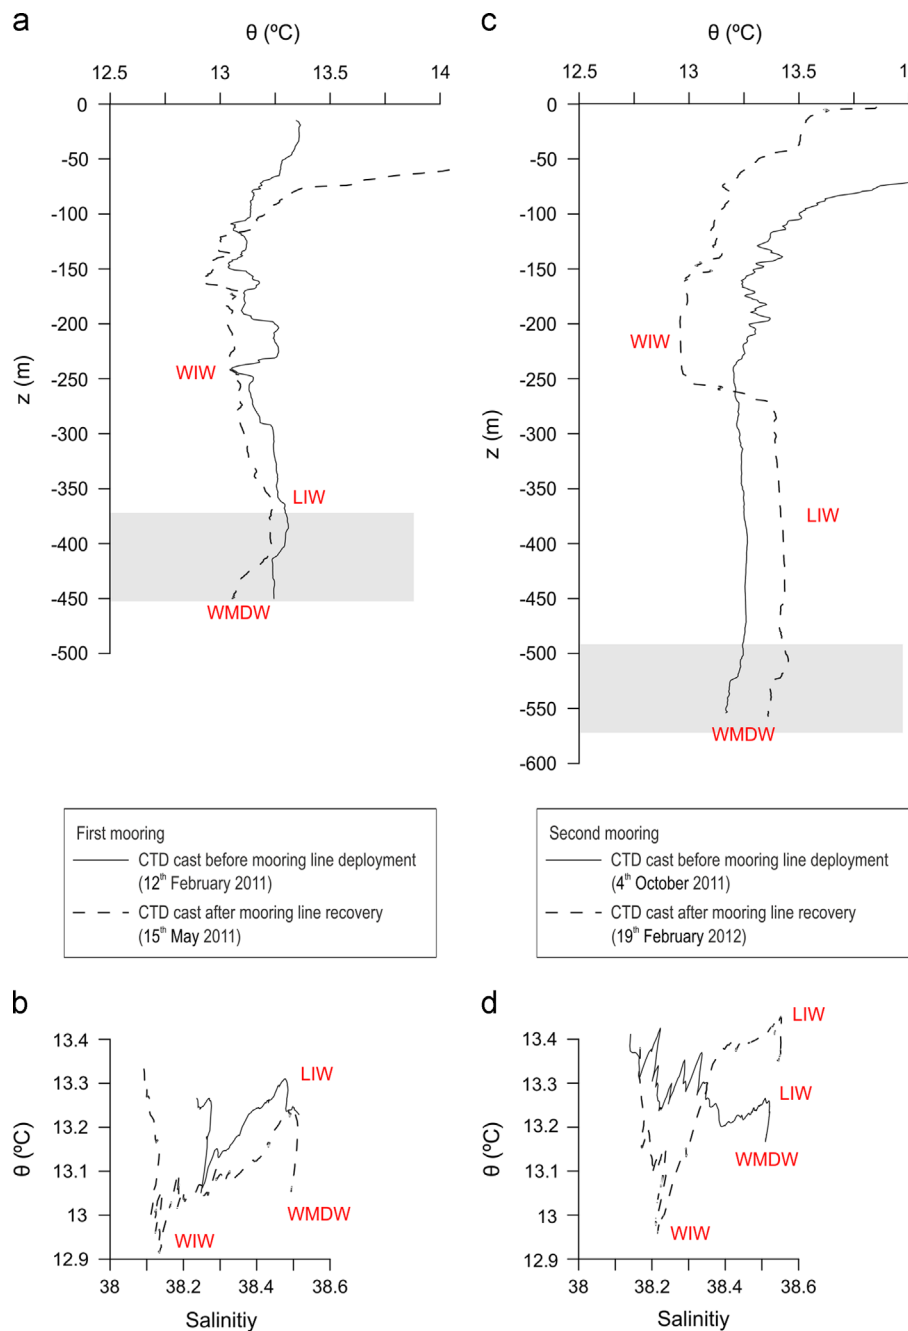 a
θ (ºC)
12.5 13 13.5 14
0
-50
-100
-150
-200
-250
-300
-350
-400
-450
-500
z (m)
WIW
LIW
WMDW
c
θ (ºC)
12.5 13 13.5 1
0
-50
-100
-150
-200
-250
-300
-350
-400
-450
-500
-550
-600
z (m)
WIW
LIW
WMDW
First mooring
CTD cast before mooring line deployment
(12th February 2011)
CTD cast after mooring line recovery
(15th May 2011)
Second mooring
CTD cast before mooring line deployment
(4th October 2011)
CTD cast after mooring line recovery
(19th February 2012)
b
θ (ºC)
13.4
13.3
13.2
13.1
13
12.9
LIW
WMDW
WIW
38 38.2 38.4 38.6
Salinitiy
d
θ (ºC)
13.4
13.3
13.2
13.1
13
12.9
LIW
LIW
WMDW
WIW
38 38.2 38.4 38.6
Salinitiy